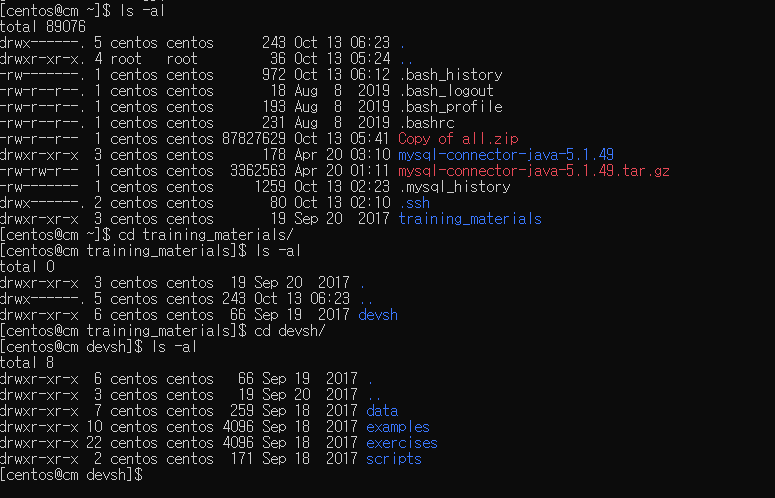 [centos@cm ~]$ ls -al
total 89076
drwx------. 5 centos centos      243 Oct 13 06:23 .
drwxr-xr-x. 4 root   root         36 Oct 13 05:24 ..
-rw-------. 1 centos centos      972 Oct 13 06:12 .bash_history
-rw-r--r--. 1 centos centos       18 Aug  8  2019 .bash_logout
-rw-r--r--. 1 centos centos      193 Aug  8  2019 .bash_profile
-rw-r--r--. 1 centos centos      231 Aug  8  2019 .bashrc
-rw-r--r--  1 centos centos 87827629 Oct 13 05:41 Copy of all.zip
drwxr-xr-x  3 centos centos      178 Apr 20 03:10 mysql-connector-java-5.1.49
-rw-rw-r--  1 centos centos  3362563 Apr 20 01:11 mysql-connector-java-5.1.49.tar.gz
-rw-------  1 centos centos     1259 Oct 13 02:23 .mysql_history
drwx------. 2 centos centos       80 Oct 13 02:10 .ssh
drwxr-xr-x  3 centos centos       19 Sep 20  2017 training_materials
[centos@cm ~]$ cd training_materials/
[centos@cm training_materials]$ ls -al
total 0
drwxr-xr-x  3 centos centos  19 Sep 20  2017 .
drwx------. 5 centos centos 243 Oct 13 06:23 ..
drwxr-xr-x  6 centos centos  66 Sep 19  2017 devsh
[centos@cm training_materials]$ cd devsh/
[centos@cm devsh]$ ls -al
total 8
drwxr-xr-x  6 centos centos   66 Sep 19  2017 .
drwxr-xr-x  3 centos centos   19 Sep 20  2017 ..
drwxr-xr-x  7 centos centos  259 Sep 18  2017 data
drwxr-xr-x 10 centos centos 4096 Sep 18  2017 examples
drwxr-xr-x 22 centos centos 4096 Sep 18  2017 exercises
drwxr-xr-x  2 centos centos  171 Sep 18  2017 scripts
[centos@cm devsh]$